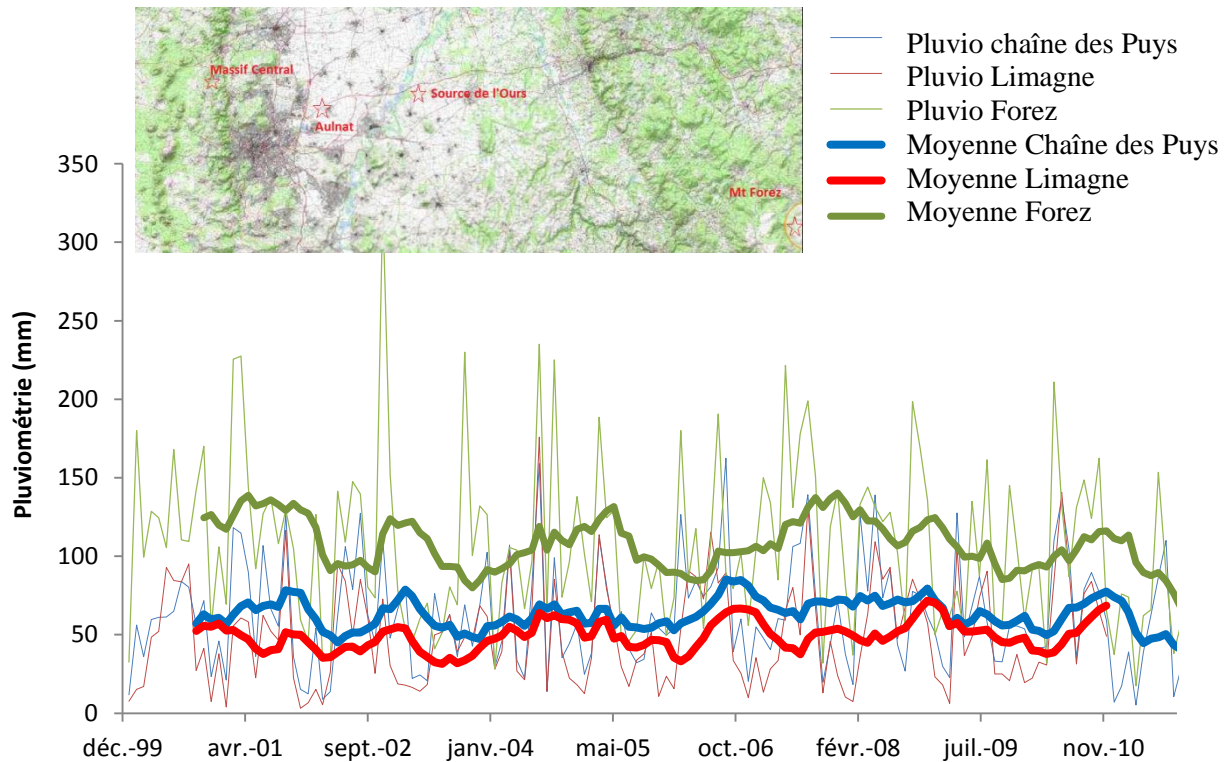 Massif Central
Source de l'Ours
Aulnat
Mt Forez
Pluvio chaîne des Puys
Pluvio Limagne
Pluvio Forez
Moyenne Chaîne des Puys
Moyenne Limagne
Moyenne Forez
Pluviométrie (mm)
350
300
250
200
150
100
50
0
déc.-99 avr.-01 sept.-02 janv.-04 mai-05 oct.-06 févr.-08 juil.-09 nov.-10